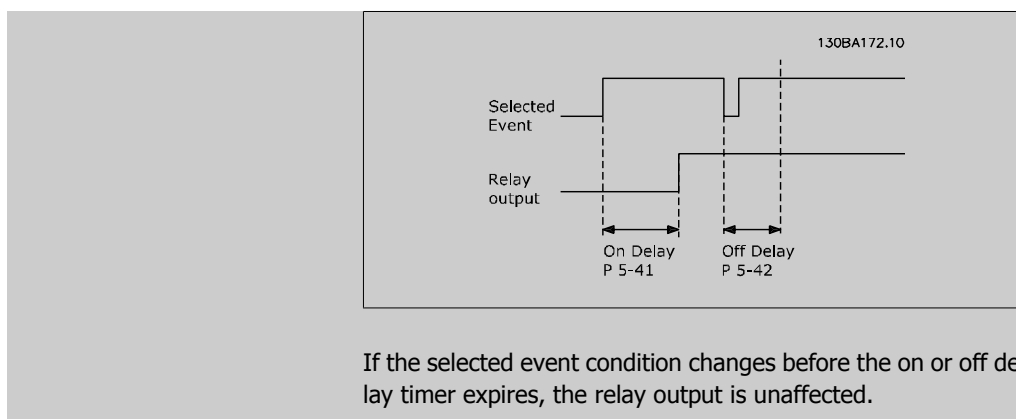 130BA172.10
Selected
Event
Relay
output
On Delay
P 5-41
Off Delay
P 5-42
If the selected event condition changes before the on or off de
lay timer expires, the relay output is unaffected.